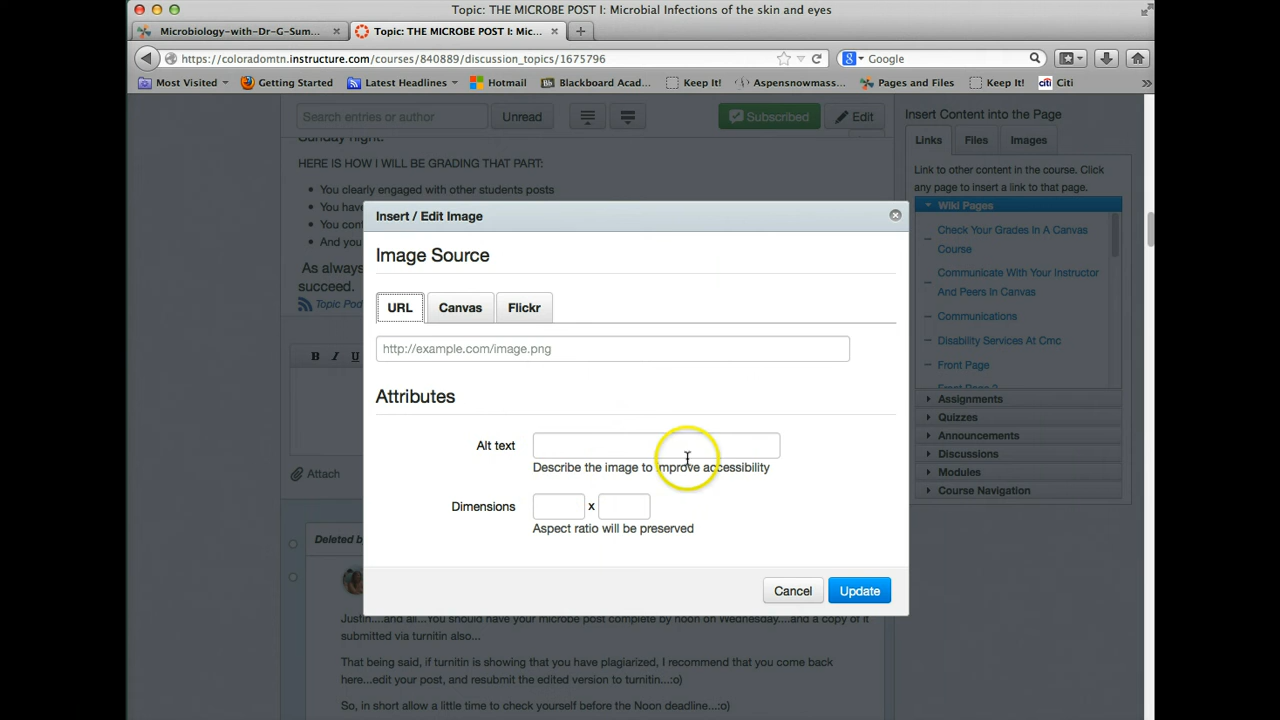 Topic: THE MICROBE POST I: Microbial Infections of the skin and eyes
Microbiology-with-Dr-G-Sum...
Topic: THE MICROBE POST I: Mic...
https://coloradomtn.instructure.com/courses/840889/discussion_topics/1675796
Google
Most Visited
Getting Started
Latest Headlines
Hotmail
Bb Blackboard Acad...
Keep It!
Aspensnowmass...
Pages and Files
Keep It!
citi Citi
Search entries or author
Unread
Subscribed
Edit
Insert Content into the Page
Links
Files
Images
Sunday night.
HERE IS HOW I WILL BE GRADING THAT PART:
You clearly engaged with other students posts
You have
You con
And you
As always
succeed.
Topic Pod
Link to other content in the course. Click
any page to insert a link to that page.
Wiki Pages
Check Your Grades In A Canvas
Course
Communicate With Your Instructor
And Peers In Canvas
Communications
Disability Services At Cmc
Front Page
Front Page 2
Assignments
Quizzes
Announcements
Discussions
Modules
Course Navigation
Insert / Edit Image
Image Source
URL
Canvas
Flickr
http://example.com/image.png
Attributes
Alt text
Describe the image to improve accessibility
Dimensions
x
Aspect ratio will be preserved
Cancel
Update
B I U
Attach
Deleted b
Justin....and all...You should have your microbe post complete by noon on Wednesday....and a copy of it
submitted via turnitin also...
That being said, if turnitin is showing that you have plagiarized, I recommend that you come back
here...edit your post, and resubmit the edited version to turnitin...:o)
So, in short allow a little time to check yourself before the Noon deadline...:o)